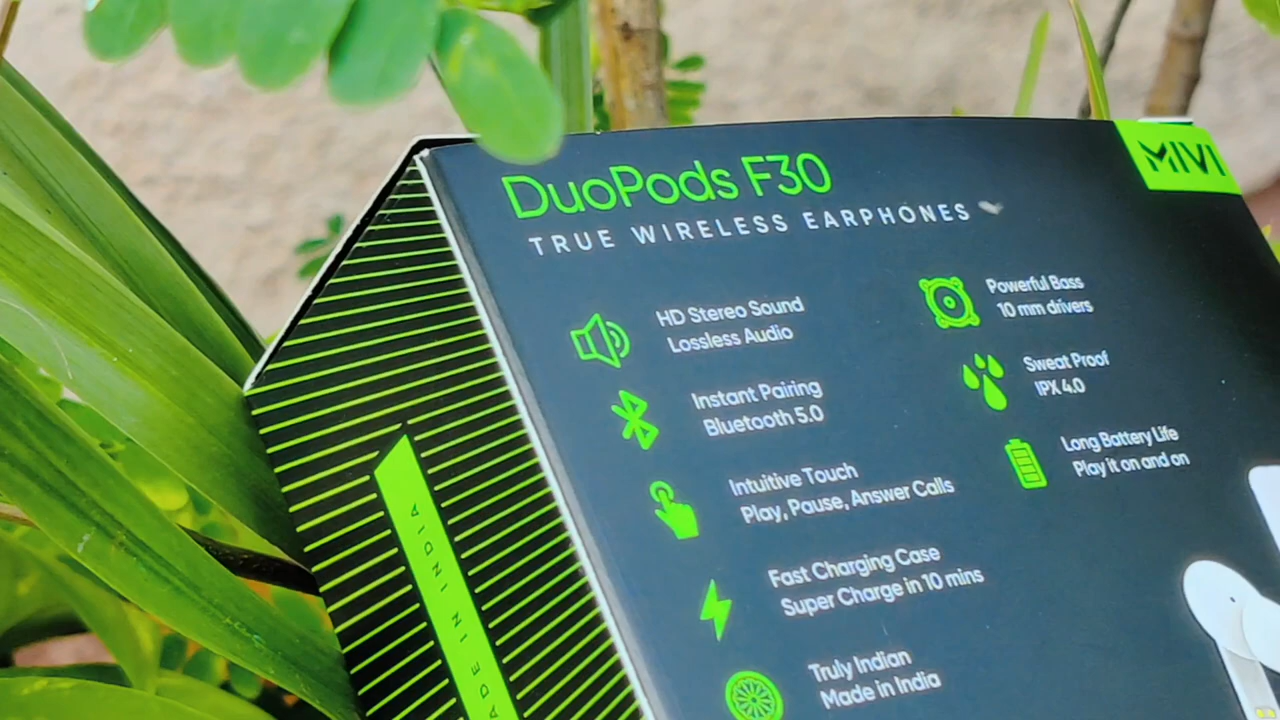 DuoPods F30
MIVI
TRUE WIRELESS EARPHONES
HD Stereo Sound
Lossless Audio
Instant Pairing
Bluetooth 5.0
Intuitive Touch
Play, Pause, Answer Calls
Fast Charging Case
Super Charge in 10 mins
Truly Indian
Made in India
Powerful Bass
10 mm drivers
Sweat Proof
IPX 4.0
Long Battery Life
Play it on and on
ADE IN INDIA